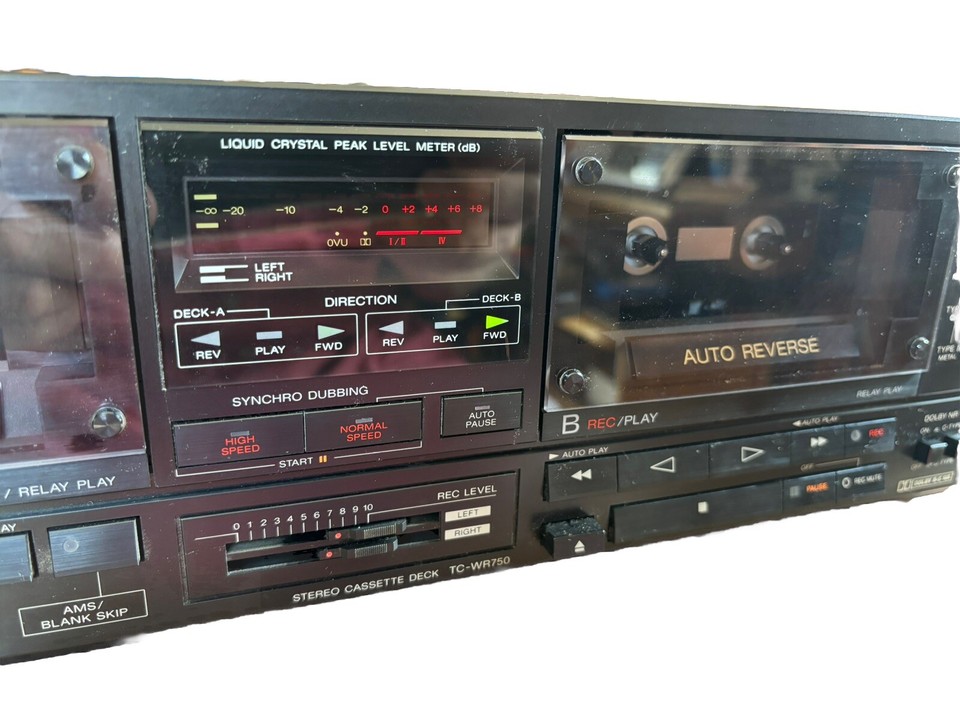 LIQUID CRYSTAL PEAK LEVEL METER (dB)
-∞ -20 -10 -4 -2 0 +2 +4 +6 +8
0VU I/II IV
LEFT
RIGHT
DIRECTION
DECK-A DECK-B
REV PLAY FWD REV PLAY FWD
SYNCHRO DUBBING
HIGH SPEED
NORMAL SPEED
AUTO PAUSE
START
AUTO REVERSE
RELAY PLAY
B REC/PLAY
AUTO PLAY
AUTO PLAY
REC
OFF
PAUSE
REC MUTE
DOLBY NR
/ RELAY PLAY
REC LEVEL
0 1 2 3 4 5 6 7 8 9 10
LEFT
RIGHT
STEREO CASSETTE DECK TC-WR750
AMS/
BLANK SKIP